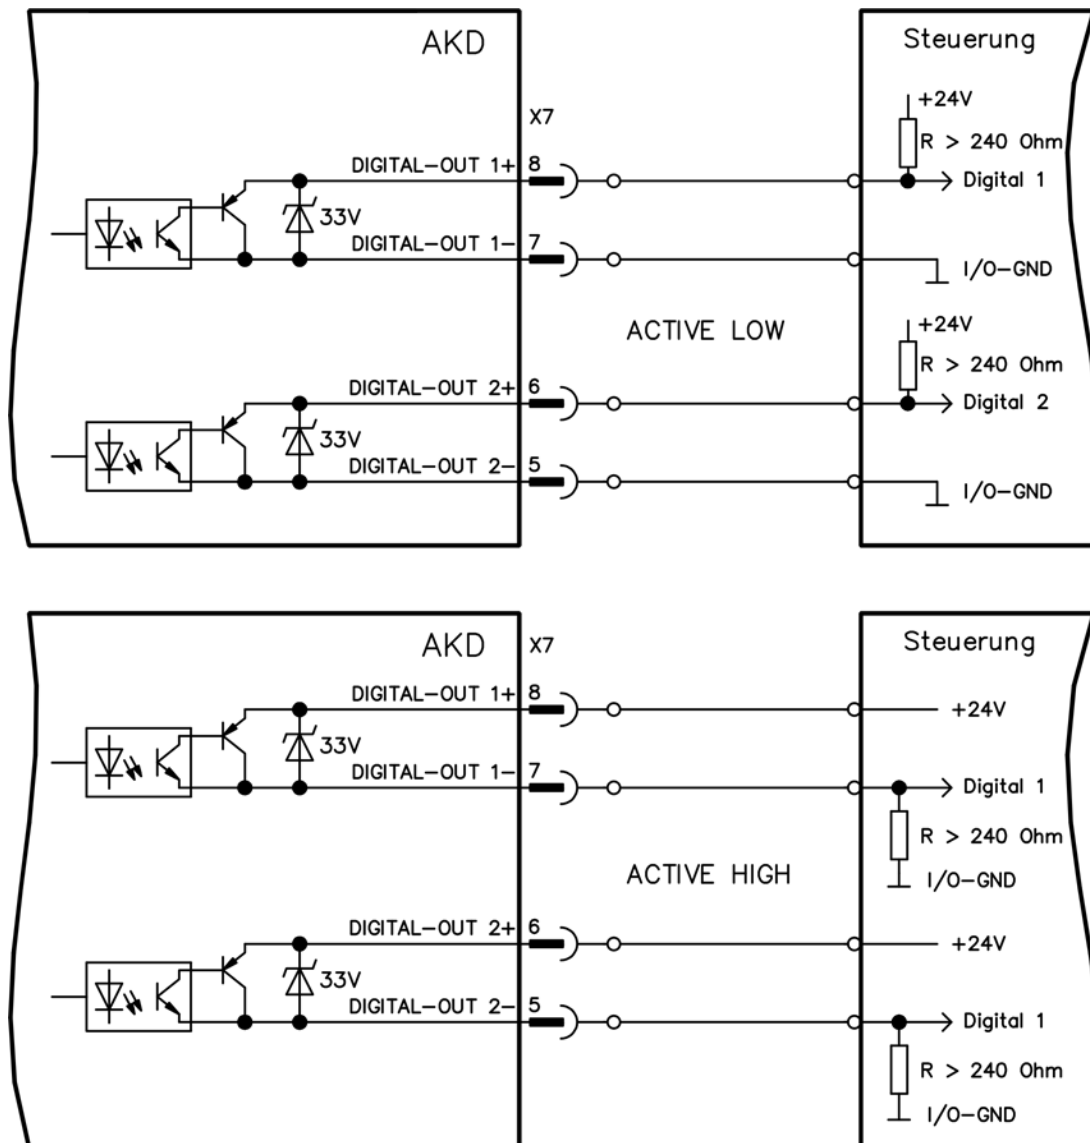 AKD
Steuerung
+24V
X7
R > 240 Ohm
DIGITAL-OUT 1+ 8
Digital 1
33V
DIGITAL-OUT 1- 7
I/O-GND
ACTIVE LOW
+24V
R > 240 Ohm
DIGITAL-OUT 2+ 6
Digital 2
33V
DIGITAL-OUT 2- 5
I/O-GND
AKD
X7
Steuerung
DIGITAL-OUT 1+ 8
+24V
33V
DIGITAL-OUT 1- 7
Digital 1
R > 240 Ohm
ACTIVE HIGH
I/O-GND
DIGITAL-OUT 2+ 6
+24V
33V
DIGITAL-OUT 2- 5
Digital 1
R > 240 Ohm
I/O-GND